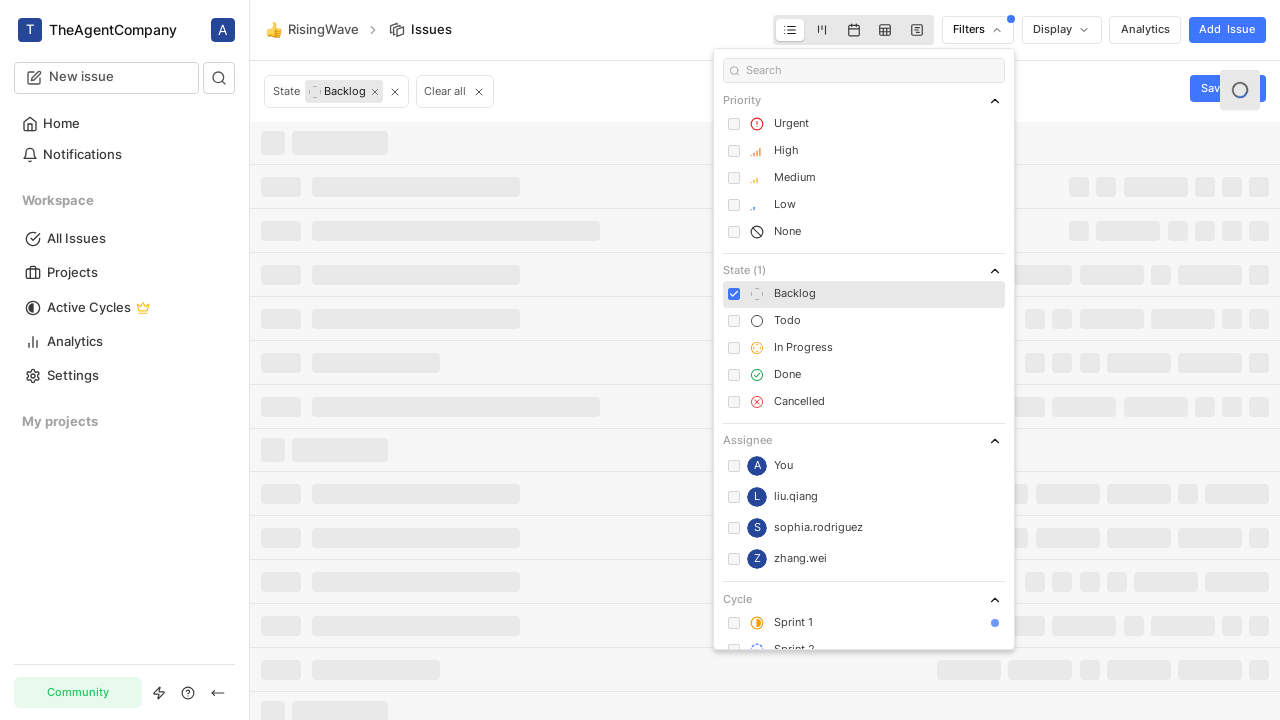 T TheAgentCompany A
RisingWave Issues
Filters Display Analytics Add Issue
New issue
Home
Notifications
Workspace
All Issues
Projects
Active Cycles
Analytics
Settings
My projects
Community
State Backlog Clear all
Search
Priority
Urgent
High
Medium
Low
None
State (1)
Backlog
Todo
In Progress
Done
Cancelled
Assignee
A You
L liu.qiang
S sophia.rodriguez
Z zhang.wei
Cycle
Sprint 1
Sprint 2